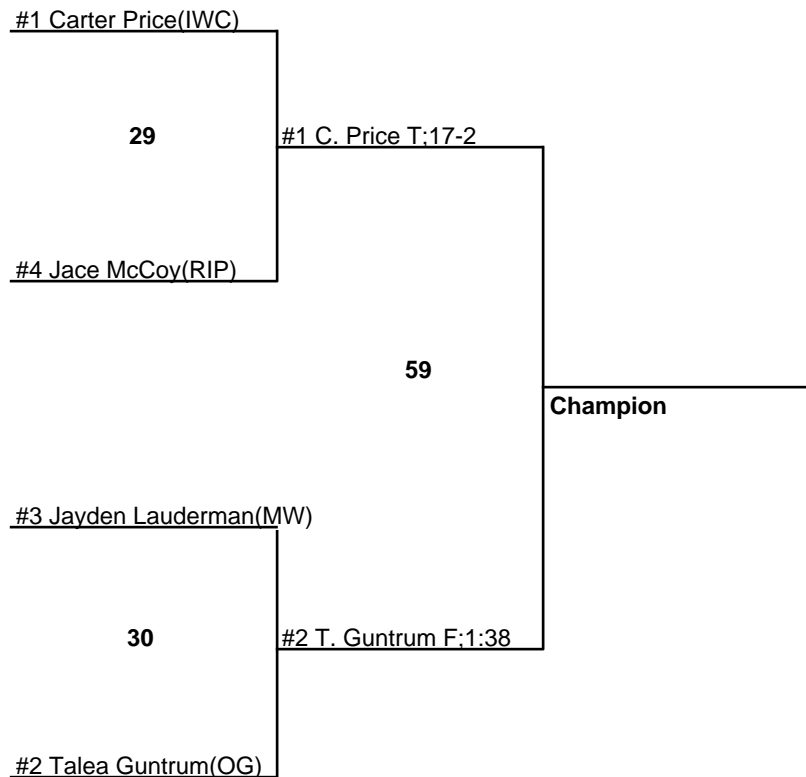 #1 Carter Price(IWC)
29
#1 C. Price T;17-2
#4 Jace McCoy(RIP)
59
Champion
#3 Jayden Lauderman(MW)
30
#2 T. Guntrum F;1:38
#2 Talea Guntrum(OG)